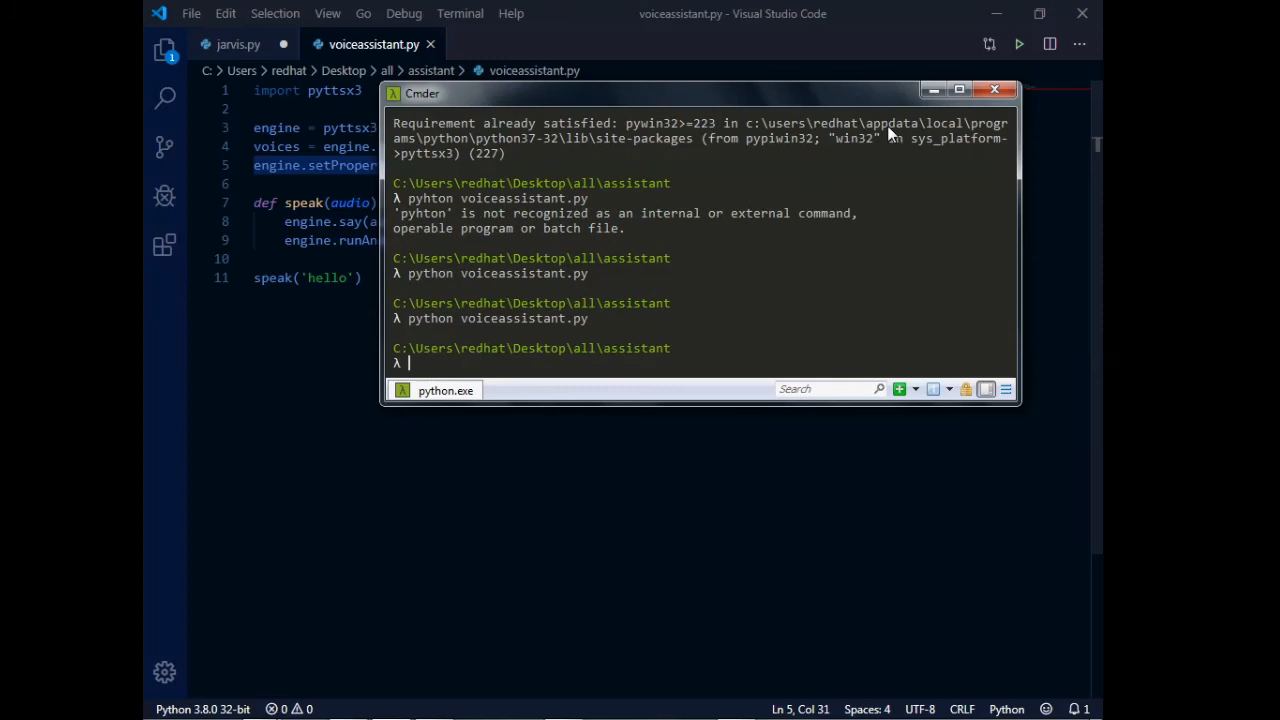 File Edit Selection View Go Debug Terminal Help voiceassistant.py - Visual Studio Code
jarvis.py voiceassistant.py
C: > Users > redhat > Desktop > all > assistant > voiceassistant.py
1 import pyttsx3
2
3 engine = pyttsx3
4 voices = engine.
5 engine.setProper
6
7 def speak(audio)
8 engine.say(a
9 engine.runAn
10
11 speak('hello')
Cmder
Requirement already satisfied: pywin32>=223 in c:\users\redhat\appdata\local\progr
ams\python\python37-32\lib\site-packages (from pypiwin32; "win32" in sys_platform-
>pyttsx3) (227)
C:\Users\redhat\Desktop\all\assistant
λ pyhton voiceassistant.py
'pyhton' is not recognized as an internal or external command,
operable program or batch file.
C:\Users\redhat\Desktop\all\assistant
λ python voiceassistant.py
C:\Users\redhat\Desktop\all\assistant
λ python voiceassistant.py
C:\Users\redhat\Desktop\all\assistant
λ
python.exe Search
1
Python 3.8.0 32-bit 0 0 Ln 5, Col 31 Spaces: 4 UTF-8 CRLF Python 1